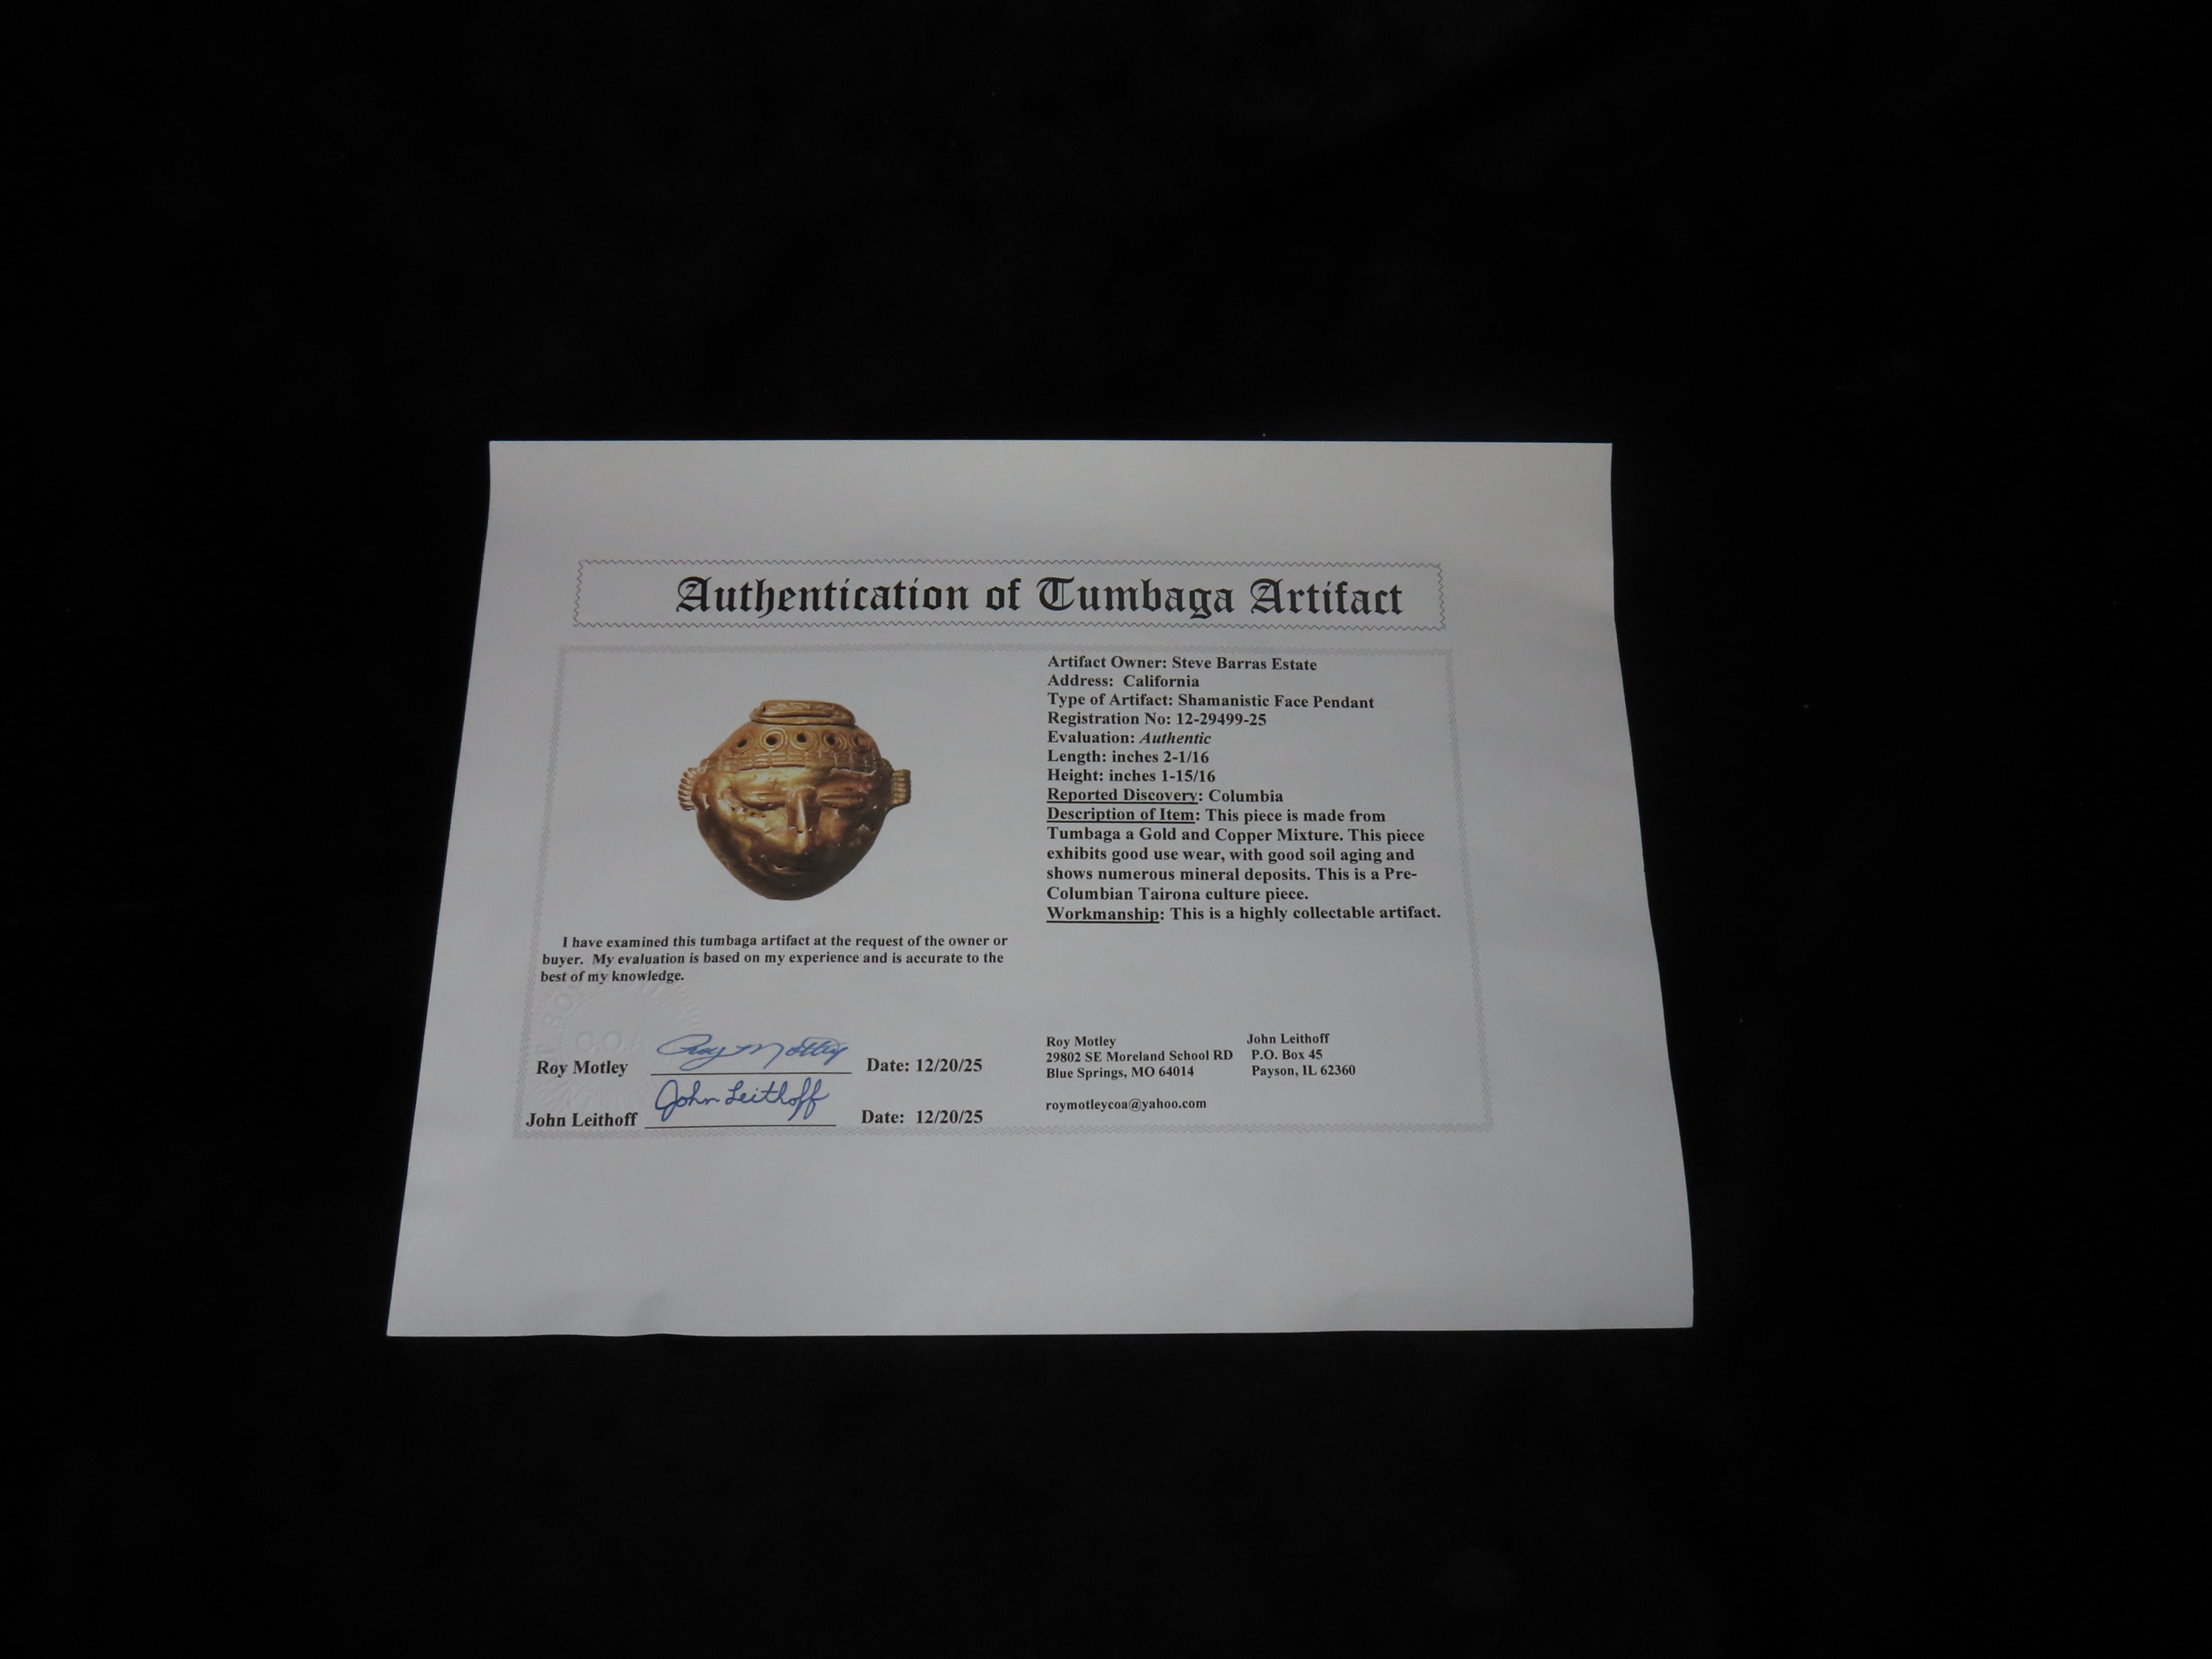 Authentication of Tumbaga Artifact
Artifact Owner: Steve Barras Estate
Address: California
Type of Artifact: Shamanistic Face Pendant
Registration No: 12-29499-25
Evaluation: Authentic
Length: inches 2-1/16
Height: inches 1-15/16
Reported Discovery: Columbia
Description of Item: This piece is made from
Tumbaga a Gold and Copper Mixture. This piece
exhibits good use wear, with good soil aging and
shows numerous mineral deposits. This is a Pre-
Columbian Tairona culture piece.
Workmanship: This is a highly collectable artifact.
I have examined this tumbaga artifact at the request of the owner or
buyer. My evaluation is based on my experience and is accurate to the
best of my knowledge.
C.O.A
Roy Motley Roy Motley Date: 12/20/25
John Leithoff John Leithoff Date: 12/20/25
Roy Motley
29802 SE Moreland School RD
Blue Springs, MO 64014
roymotleycoa@yahoo.com
John Leithoff
P.O. Box 45
Payson, IL 62360